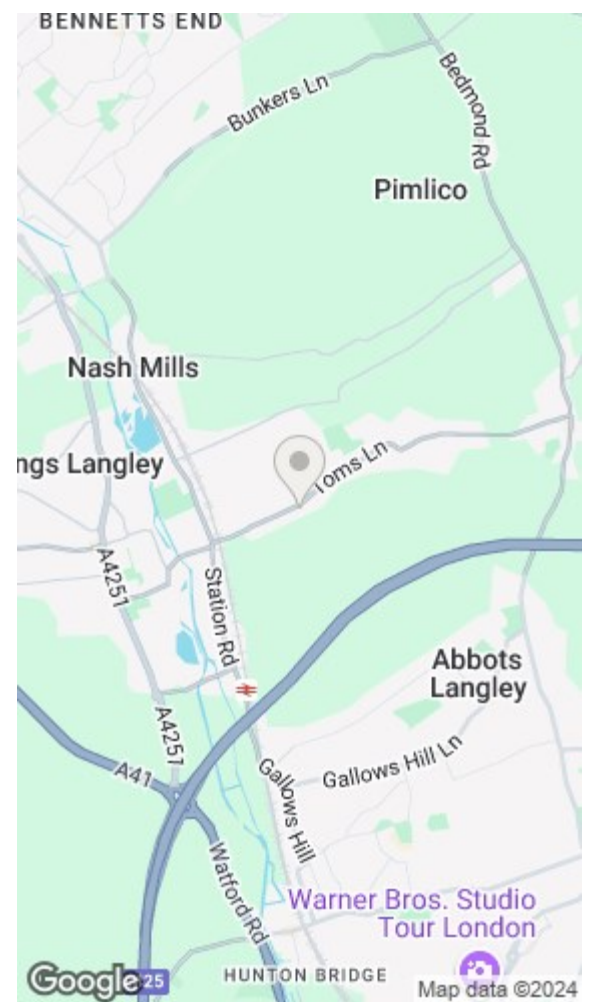 BENNETTS END
Bunkers Ln
Bedmond Rd
Pimlico
Nash Mills
ngs Langley
Toms Ln
A4251
Station Rd
Abbots
Langley
A4251
A41
Gallows Hill Ln
Gallows Hill
Watford Rd
Warner Bros. Studio
Tour London
Google
25
HUNTON BRIDGE
Map data ©2024